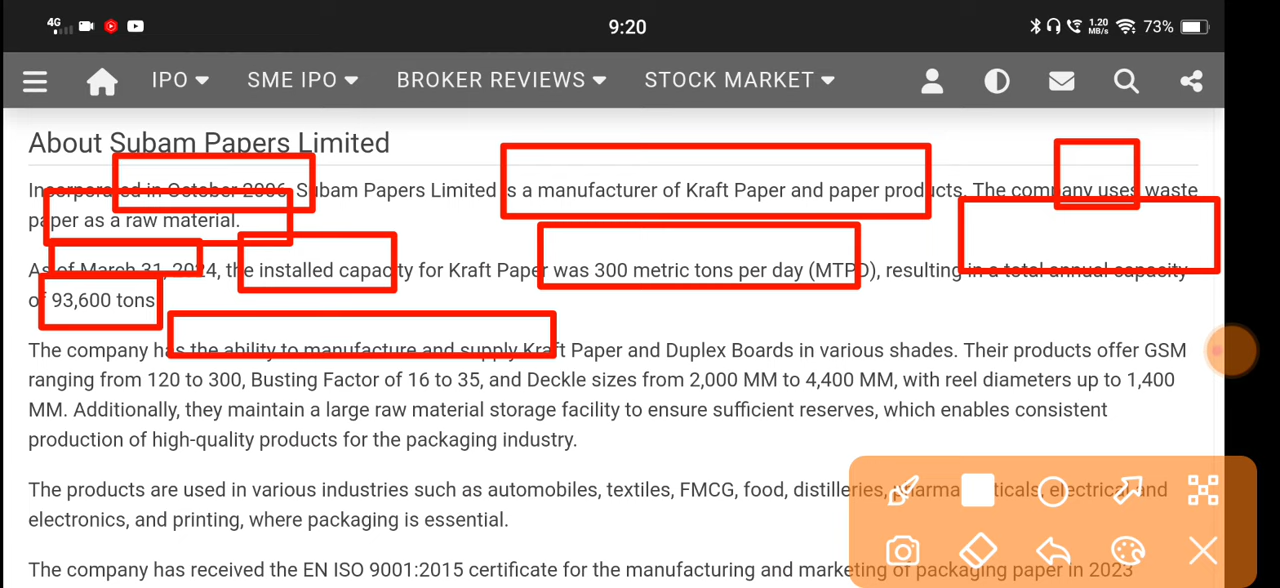 4G 9:20 1.20 MB/s 73%
IPO SME IPO BROKER REVIEWS STOCK MARKET
About Subam Papers Limited
Incorporated in October 2006, Subam Papers Limited is a manufacturer of Kraft Paper and paper products. The company uses waste
paper as a raw material.
As of March 31, 2024, the installed capacity for Kraft Paper was 300 metric tons per day (MTPD), resulting in a total annual capacity
of 93,600 tons
The company has the ability to manufacture and supply Kraft Paper and Duplex Boards in various shades. Their products offer GSM
ranging from 120 to 300, Busting Factor of 16 to 35, and Deckle sizes from 2,000 MM to 4,400 MM, with reel diameters up to 1,400
MM. Additionally, they maintain a large raw material storage facility to ensure sufficient reserves, which enables consistent
production of high-quality products for the packaging industry.
The products are used in various industries such as automobiles, textiles, FMCG, food, distilleries, pharmaceuticals, electrical and
electronics, and printing, where packaging is essential.
The company has received the EN ISO 9001:2015 certificate for the manufacturing and marketing of packaging paper in 2023